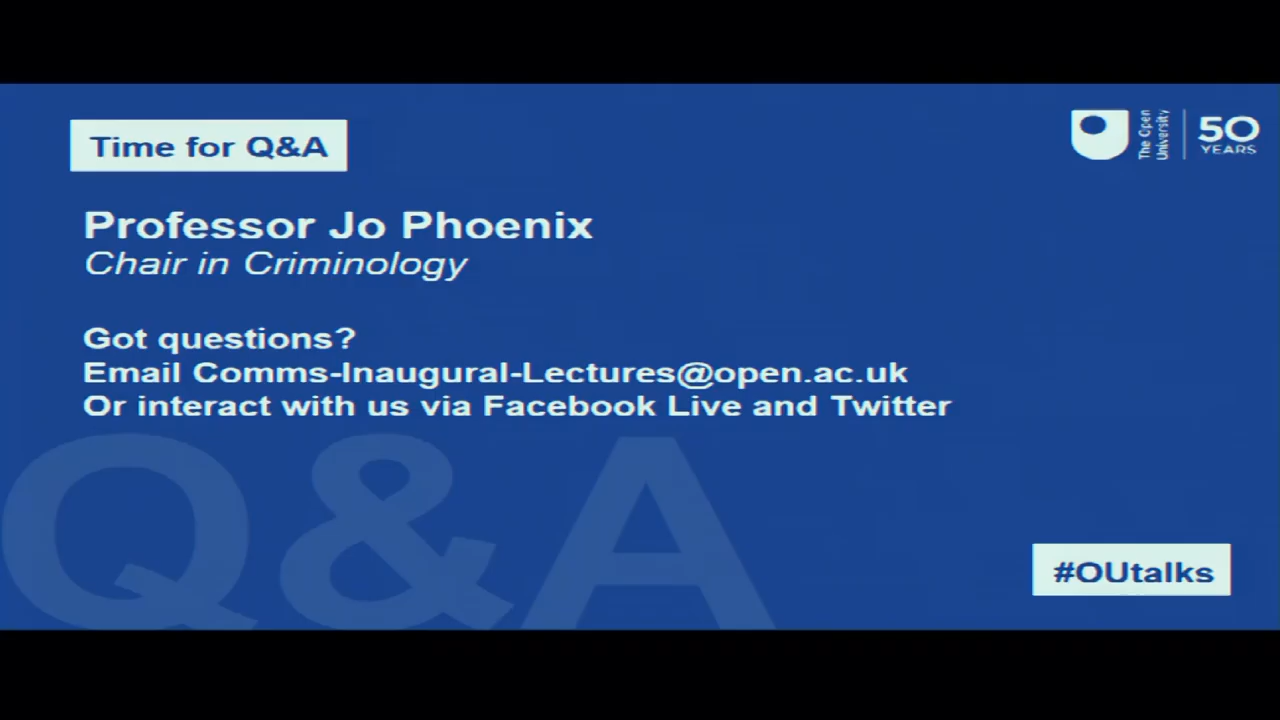 Time for Q&A
The Open
University
50
YEARS
Professor Jo Phoenix
Chair in Criminology
Got questions?
Email Comms-Inaugural-Lectures@open.ac.uk
Or interact with us via Facebook Live and Twitter
Q&A
#OUtalks